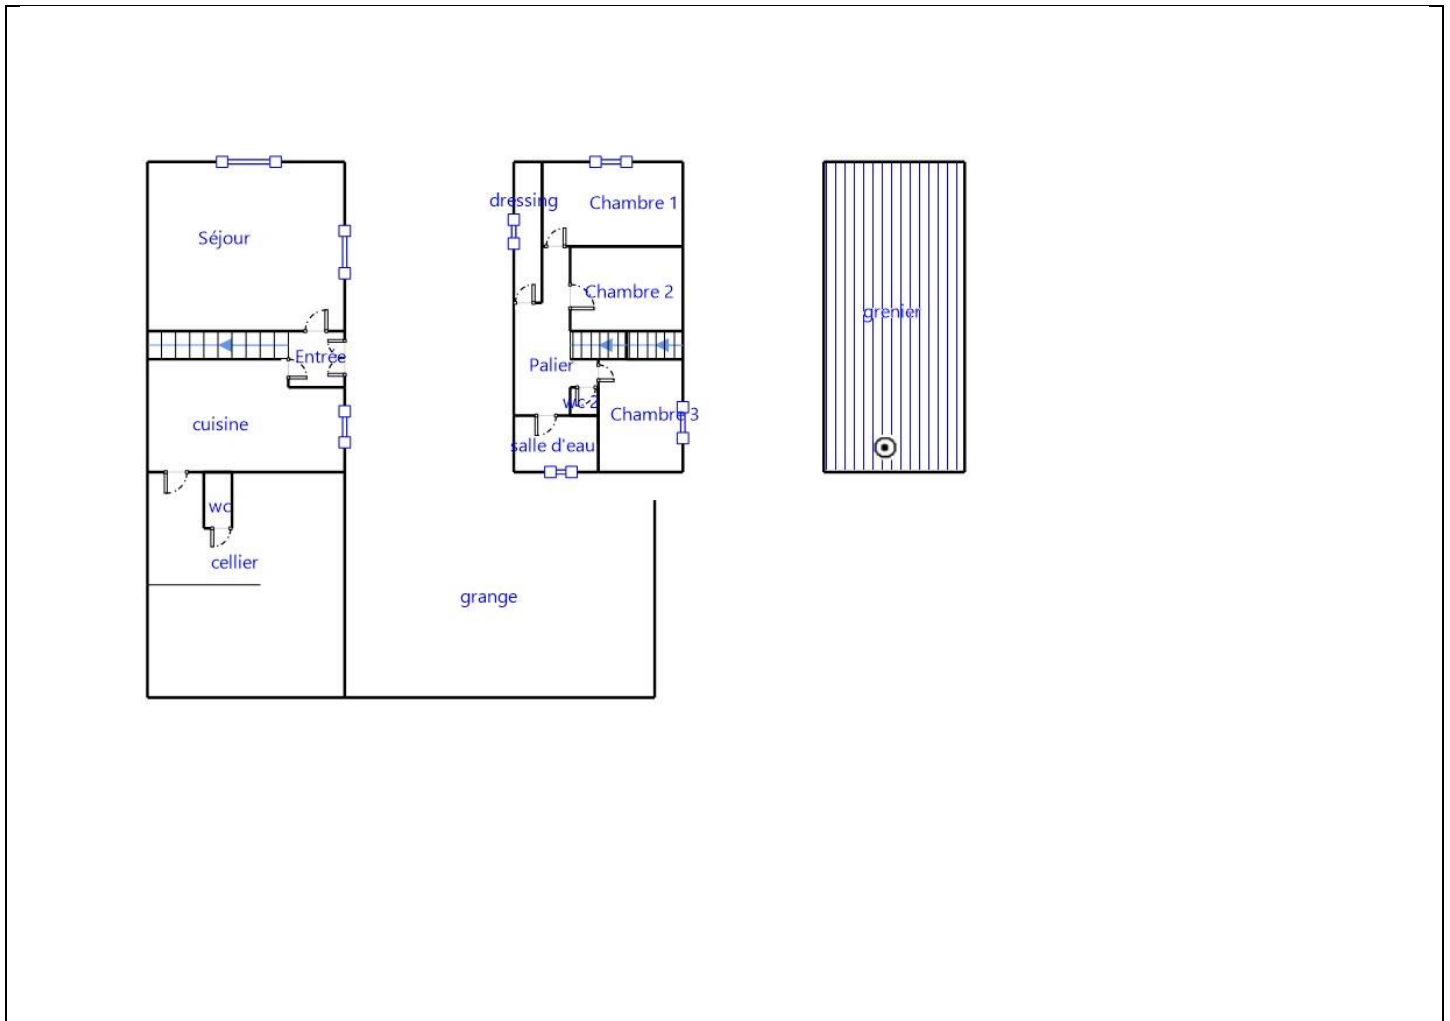 Séjour
Entrée
cuisine
wc
cellier
grange
dressing
Chambre 1
Chambre 2
Palier
wc 2
Chambre 3
salle d'eau
grenier